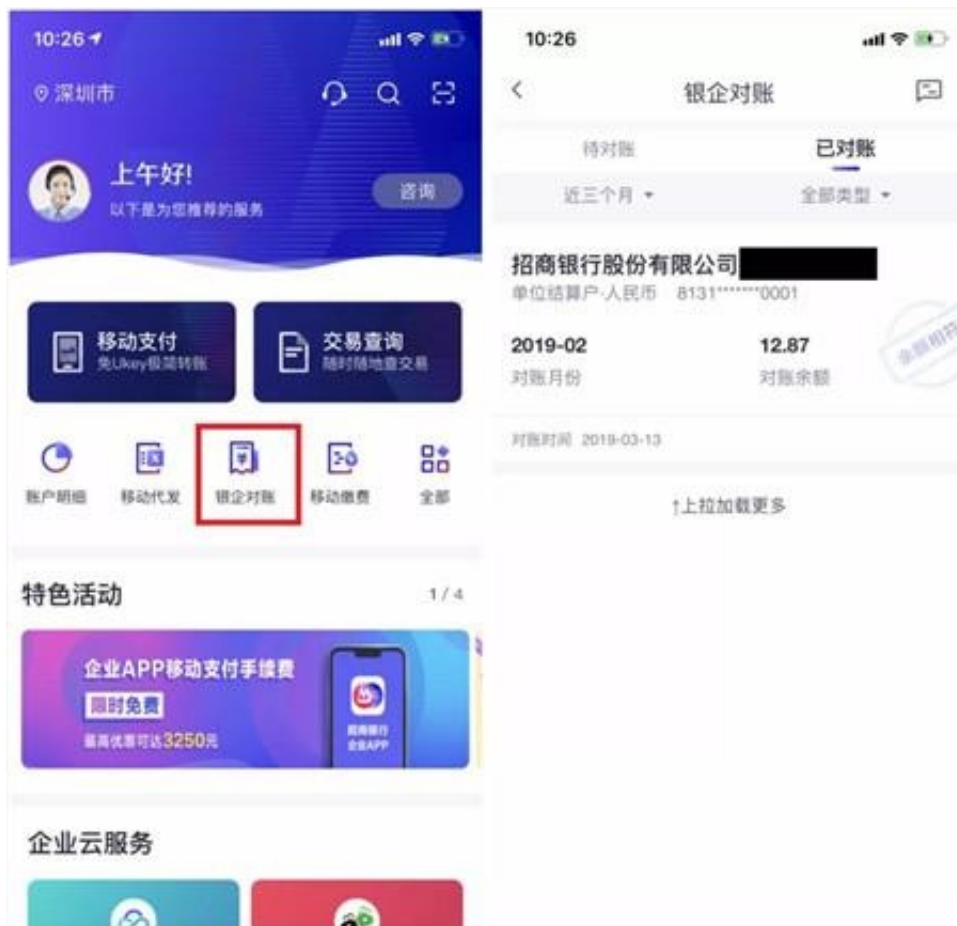 10:26
深圳市
上午好!
以下是为您推荐的服务
咨询
移动支付
免Ukey极简转账
交易查询
随时随地查交易
账户明细
移动代发
银企对账
移动缴费
全部
特色活动
1 / 4
企业APP移动支付手续费
限时免费
最高优惠可达3250元
招商银行
企业APP
企业云服务
10:26
银企对账
待对账
已对账
近三个月
全部类型
招商银行股份有限公司
单位结算户·人民币 8131*******0001
2019-02
12.87
对账月份
对账余额
余额相符
对账时间 2019-03-13
↑上拉加载更多